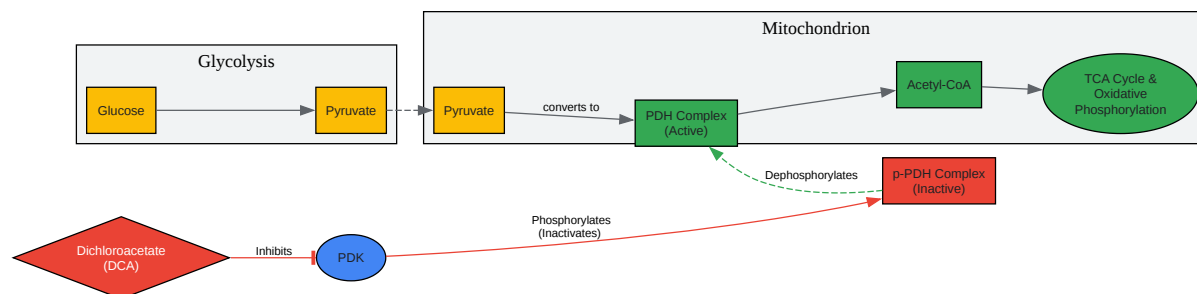 Mitochondrion
Glycolysis
Glucose
Pyruvate
Pyruvate
converts to
PDH Complex
(Active)
Acetyl-CoA
TCA Cycle &
Oxidative
Phosphorylation
Dephosphorylates
p-PDH Complex
(Inactive)
Phosphorylates
(Inactivates)
Dichloroacetate
(DCA)
Inhibits
PDK